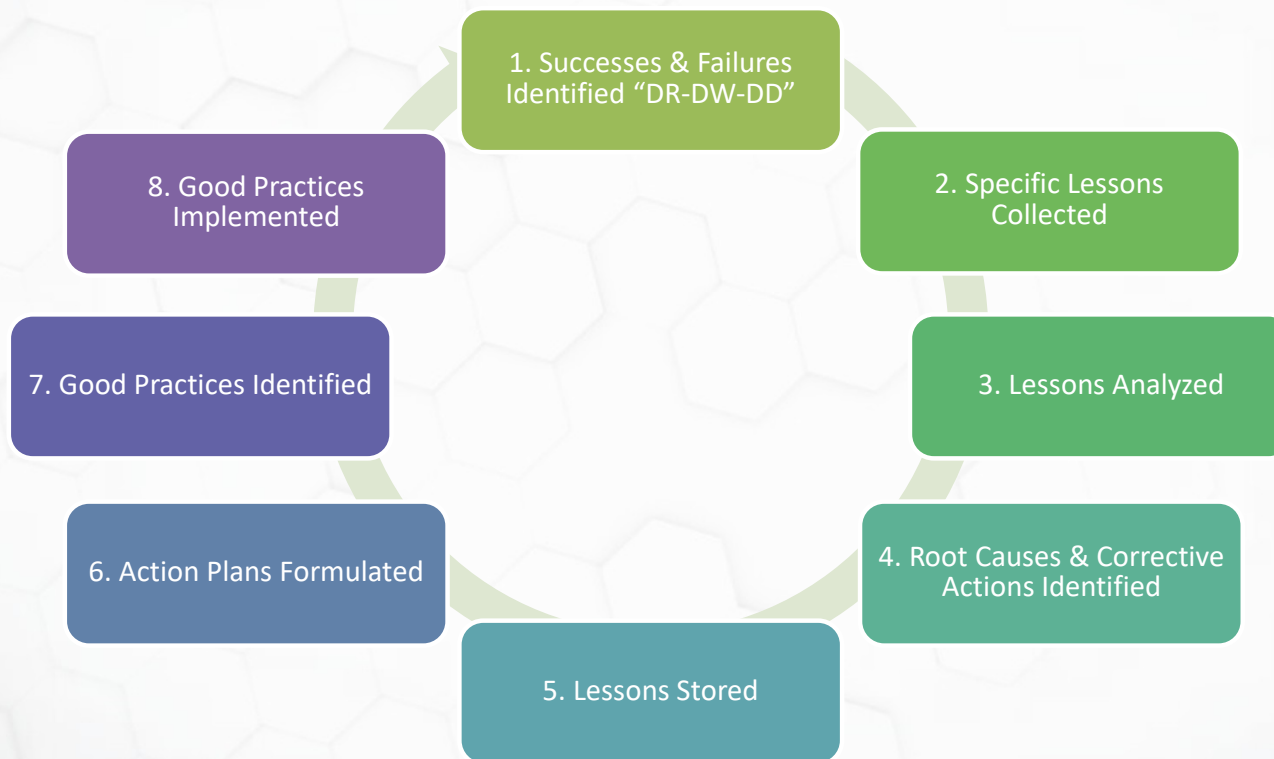 1. Successes & Failures
Identified “DR-DW-DD”
2. Specific Lessons
Collected
3. Lessons Analyzed
4. Root Causes & Corrective
Actions Identified
5. Lessons Stored
6. Action Plans Formulated
7. Good Practices Identified
8. Good Practices
Implemented